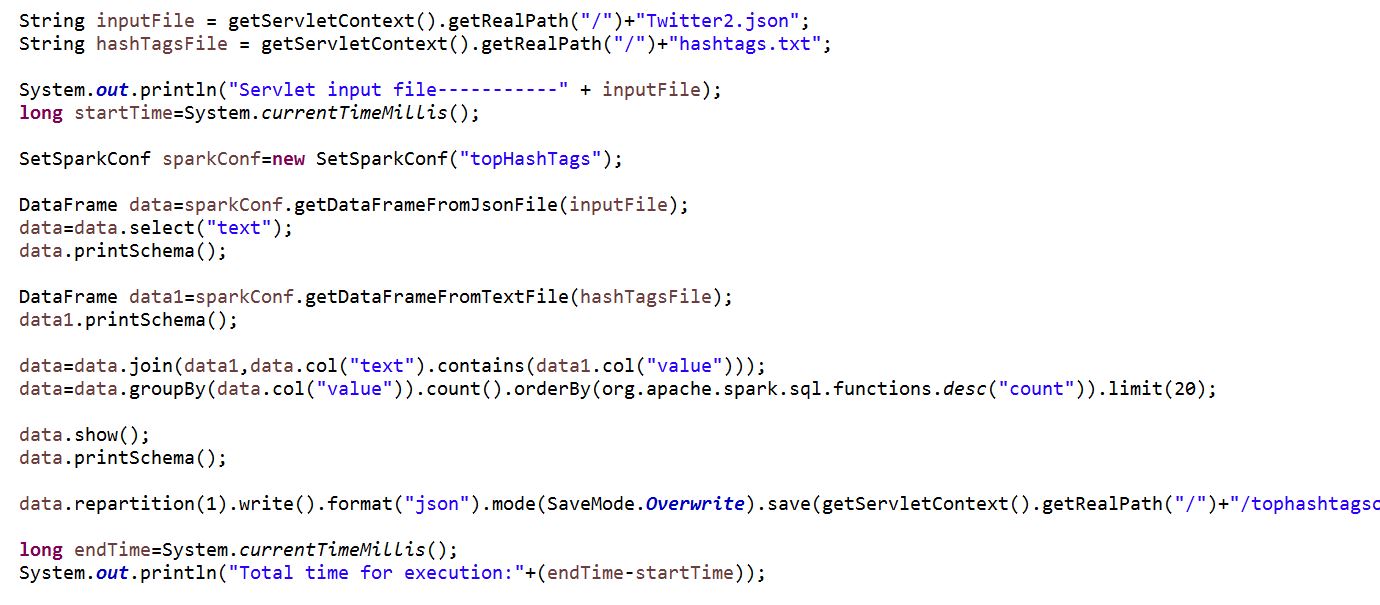 String inputFile = getServletContext().getRealPath("/")+"Twitter2.json";
String hashTagsFile = getServletContext().getRealPath("/")+"hashtags.txt";
System.out.println("Servlet input file-----------" + inputFile);
long startTime=System.currentTimeMillis();
SetSparkConf sparkConf=new SetSparkConf("topHashTags");
DataFrame data=sparkConf.getDataFrameFromJsonFile(inputFile);
data=data.select("text");
data.printSchema();
DataFrame data1=sparkConf.getDataFrameFromTextFile(hashTagsFile);
data1.printSchema();
data=data.join(data1,data.col("text").contains(data1.col("value")));
data=data.groupBy(data.col("value")).count().orderBy(org.apache.spark.sql.functions.desc("count")).limit(20);
data.show();
data.printSchema();
data.repartition(1).write().format("json").mode(SaveMode.Overwrite).save(getServletContext().getRealPath("/")+"/tophashtagsc
long endTime=System.currentTimeMillis();
System.out.println("Total time for execution:"+(endTime-startTime));